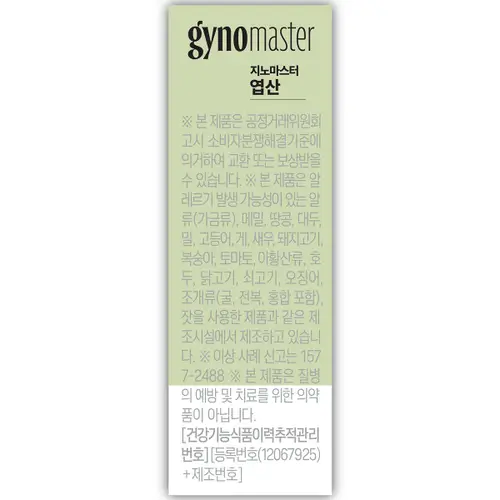 gynomaster
지노마스터
엽산
※ 본 제품은 공정거래위원회
고시 소비자분쟁해결기준에
의거하여 교환 또는 보상받을
수 있습니다. ※ 본 제품은 알
레르기 발생 가능성이 있는 알
류(가금류), 메밀, 땅콩, 대두,
밀, 고등어, 게, 새우, 돼지고기,
복숭아, 토마토, 아황산류, 호
두, 닭고기, 쇠고기, 오징어,
조개류(굴, 전복, 홍합 포함),
잣을 사용한 제품과 같은 제
조시설에서 제조하고 있습니
다. ※ 이상 사례 신고는 157
7-2488 ※ 본 제품은 질병
의 예방 및 치료를 위한 의약
품이 아닙니다.
[건강기능식품이력추적관리
번호] [등록번호(12067925)
+제조번호]